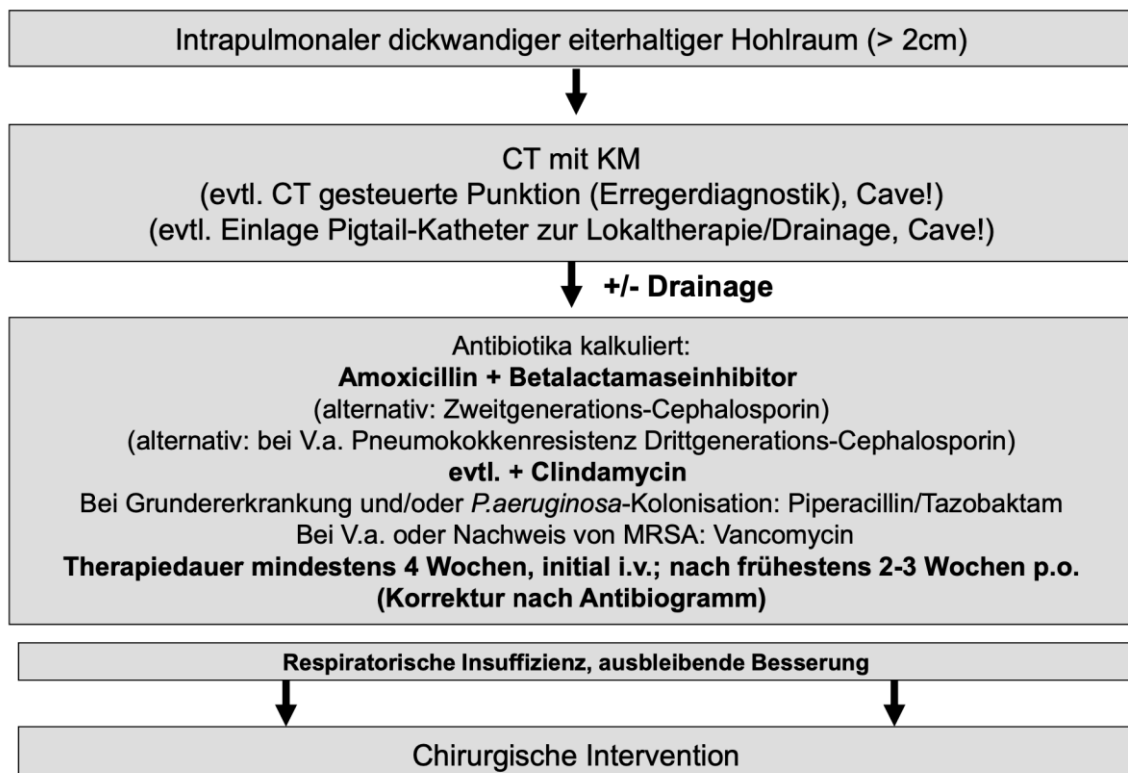 Intrapulmonaler dickwandiger eiterhaltiger Hohlraum (> 2cm)
CT mit KM
(evtl. CT gesteuerte Punktion (Erregerdiagnostik), Cave!)
(evtl. Einlage Pigtail-Katheter zur Lokaltherapie/Drainage, Cave!)
+/- Drainage
Antibiotika kalkuliert:
Amoxicillin + Betalactamaseinhibitor
(alternativ: Zweitgenerations-Cephalosporin)
(alternativ: bei V.a. Pneumokokkenresistenz Drittgenerations-Cephalosporin)
evtl. + Clindamycin
Bei Grundererkrankung und/oder P.aeruginosa-Kolonisation: Piperacillin/Tazobaktam
Bei V.a. oder Nachweis von MRSA: Vancomycin
Therapiedauer mindestens 4 Wochen, initial i.v.; nach frühestens 2-3 Wochen p.o.
(Korrektur nach Antibiogramm)
Respiratorische Insuffizienz, ausbleibende Besserung
Chirurgische Intervention